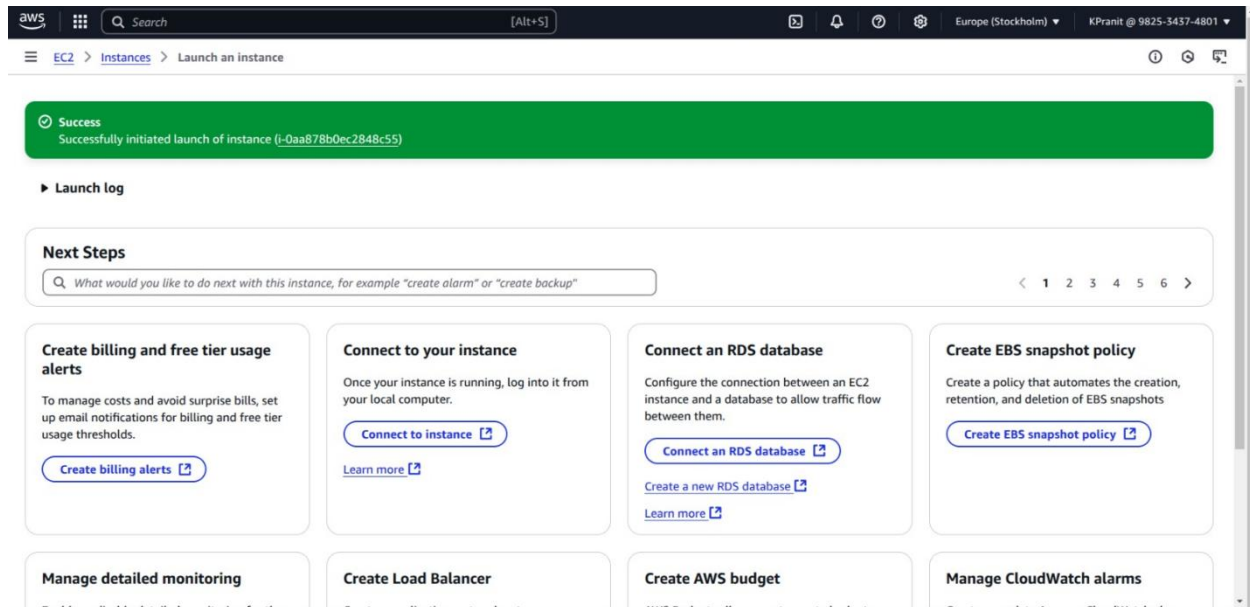 aws
Search [Alt+S] Europe (Stockholm) KPranit @ 9825-3437-4801
EC2 > Instances > Launch an instance
Success
Successfully initiated launch of instance (i-0aa878b0ec2848c55)
Launch log
Next Steps
What would you like to do next with this instance, for example "create alarm" or "create backup"
< 1 2 3 4 5 6 >
Create billing and free tier usage
alerts
To manage costs and avoid surprise bills, set
up email notifications for billing and free tier
usage thresholds.
Create billing alerts
Connect to your instance
Once your instance is running, log into it from
your local computer.
Connect to instance
Learn more
Connect an RDS database
Configure the connection between an EC2
instance and a database to allow traffic flow
between them.
Connect an RDS database
Create a new RDS database
Learn more
Create EBS snapshot policy
Create a policy that automates the creation,
retention, and deletion of EBS snapshots
Create EBS snapshot policy
Manage detailed monitoring
Create Load Balancer
Create AWS budget
Manage CloudWatch alarms